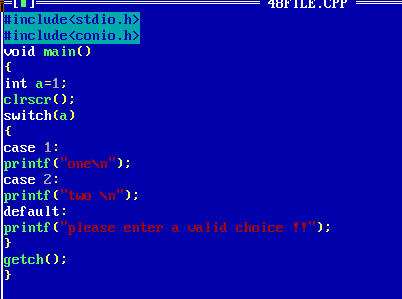 48FILE.CPP
#include<stdio.h>
#include<conio.h>
void main()
{
int a=1;
clrscr();
switch(a)
{
case 1:
printf("one\n");
case 2:
printf("two \n");
default:
printf("please enter a valid choice !!");
}
getch();
}